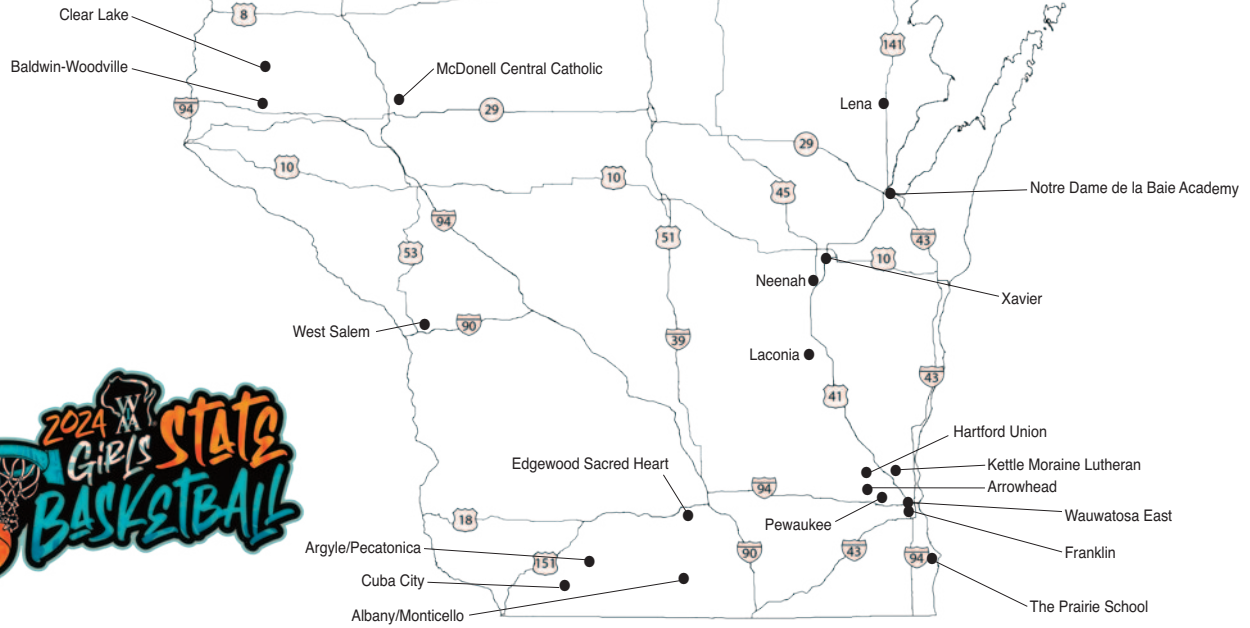 8
Clear Lake
141
Baldwin-Woodville
McDonell Central Catholic
94
29
Lena
29
10
10
45
Notre Dame de la Baie Academy
94
51
43
53
10
Neenah
Xavier
West Salem
90
39
Laconia
43
41
2024 WIAA
GIRLS STATE
BASKETBALL
Hartford Union
Edgewood Sacred Heart
Kettle Moraine Lutheran
94
Arrowhead
18
Pewaukee
Wauwatosa East
Argyle/Pecatonica
151
90
43
94
Franklin
Cuba City
Albany/Monticello
The Prairie School